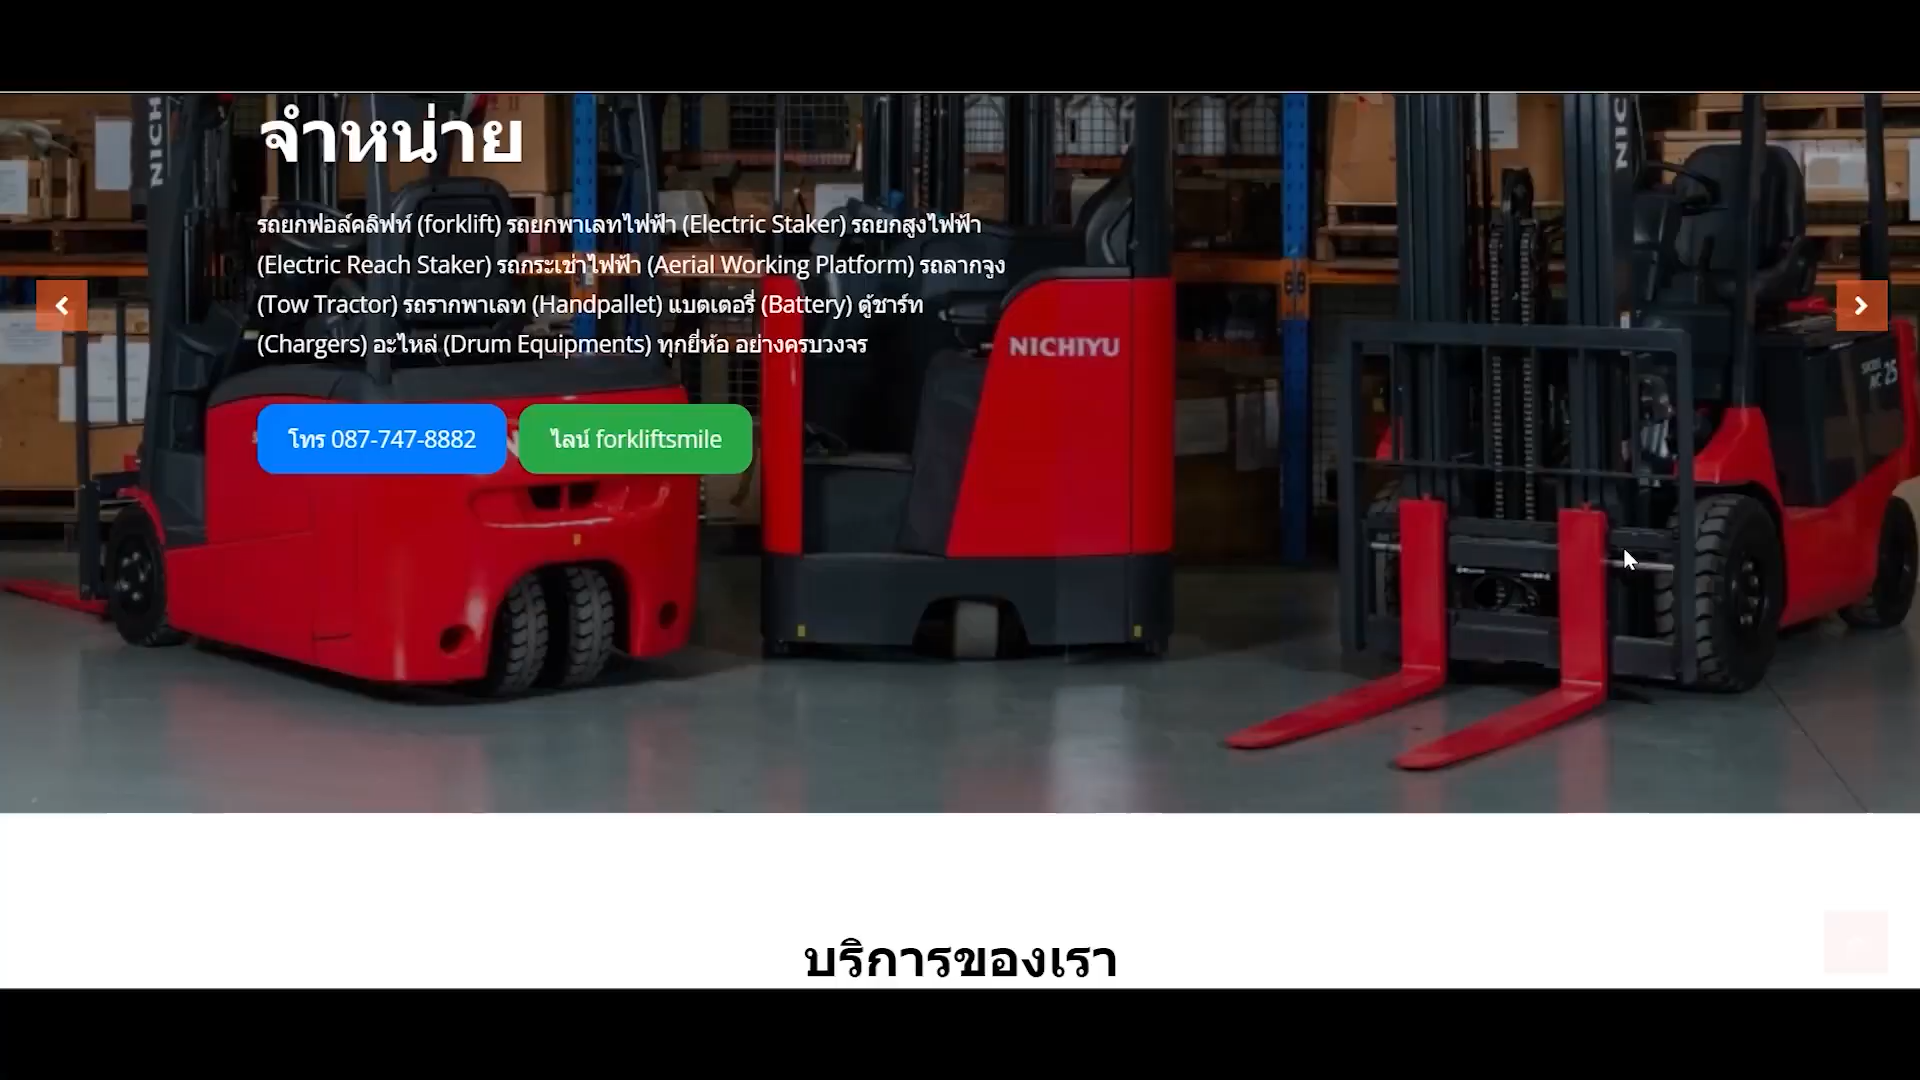 จำหน่าย
รถยกฟอล์คลิฟท์ (forklift) รถยกพาเลทไฟฟ้า (Electric Staker) รถยกสูงไฟฟ้า
(Electric Reach Staker) รถกระเช่าไฟฟ้า (Aerial Working Platform) รถลากจูง
(Tow Tractor) รถรากพาเลท (Handpallet) แบตเตอรี่ (Battery) ตู้ชาร์ท
(Chargers) อะไหล่ (Drum Equipments) ทุกยี่ห้อ อย่างครบวงจร
NICHIYU
25
โทร 087-747-8882
ไลน์ forkliftsmile
บริการของเรา